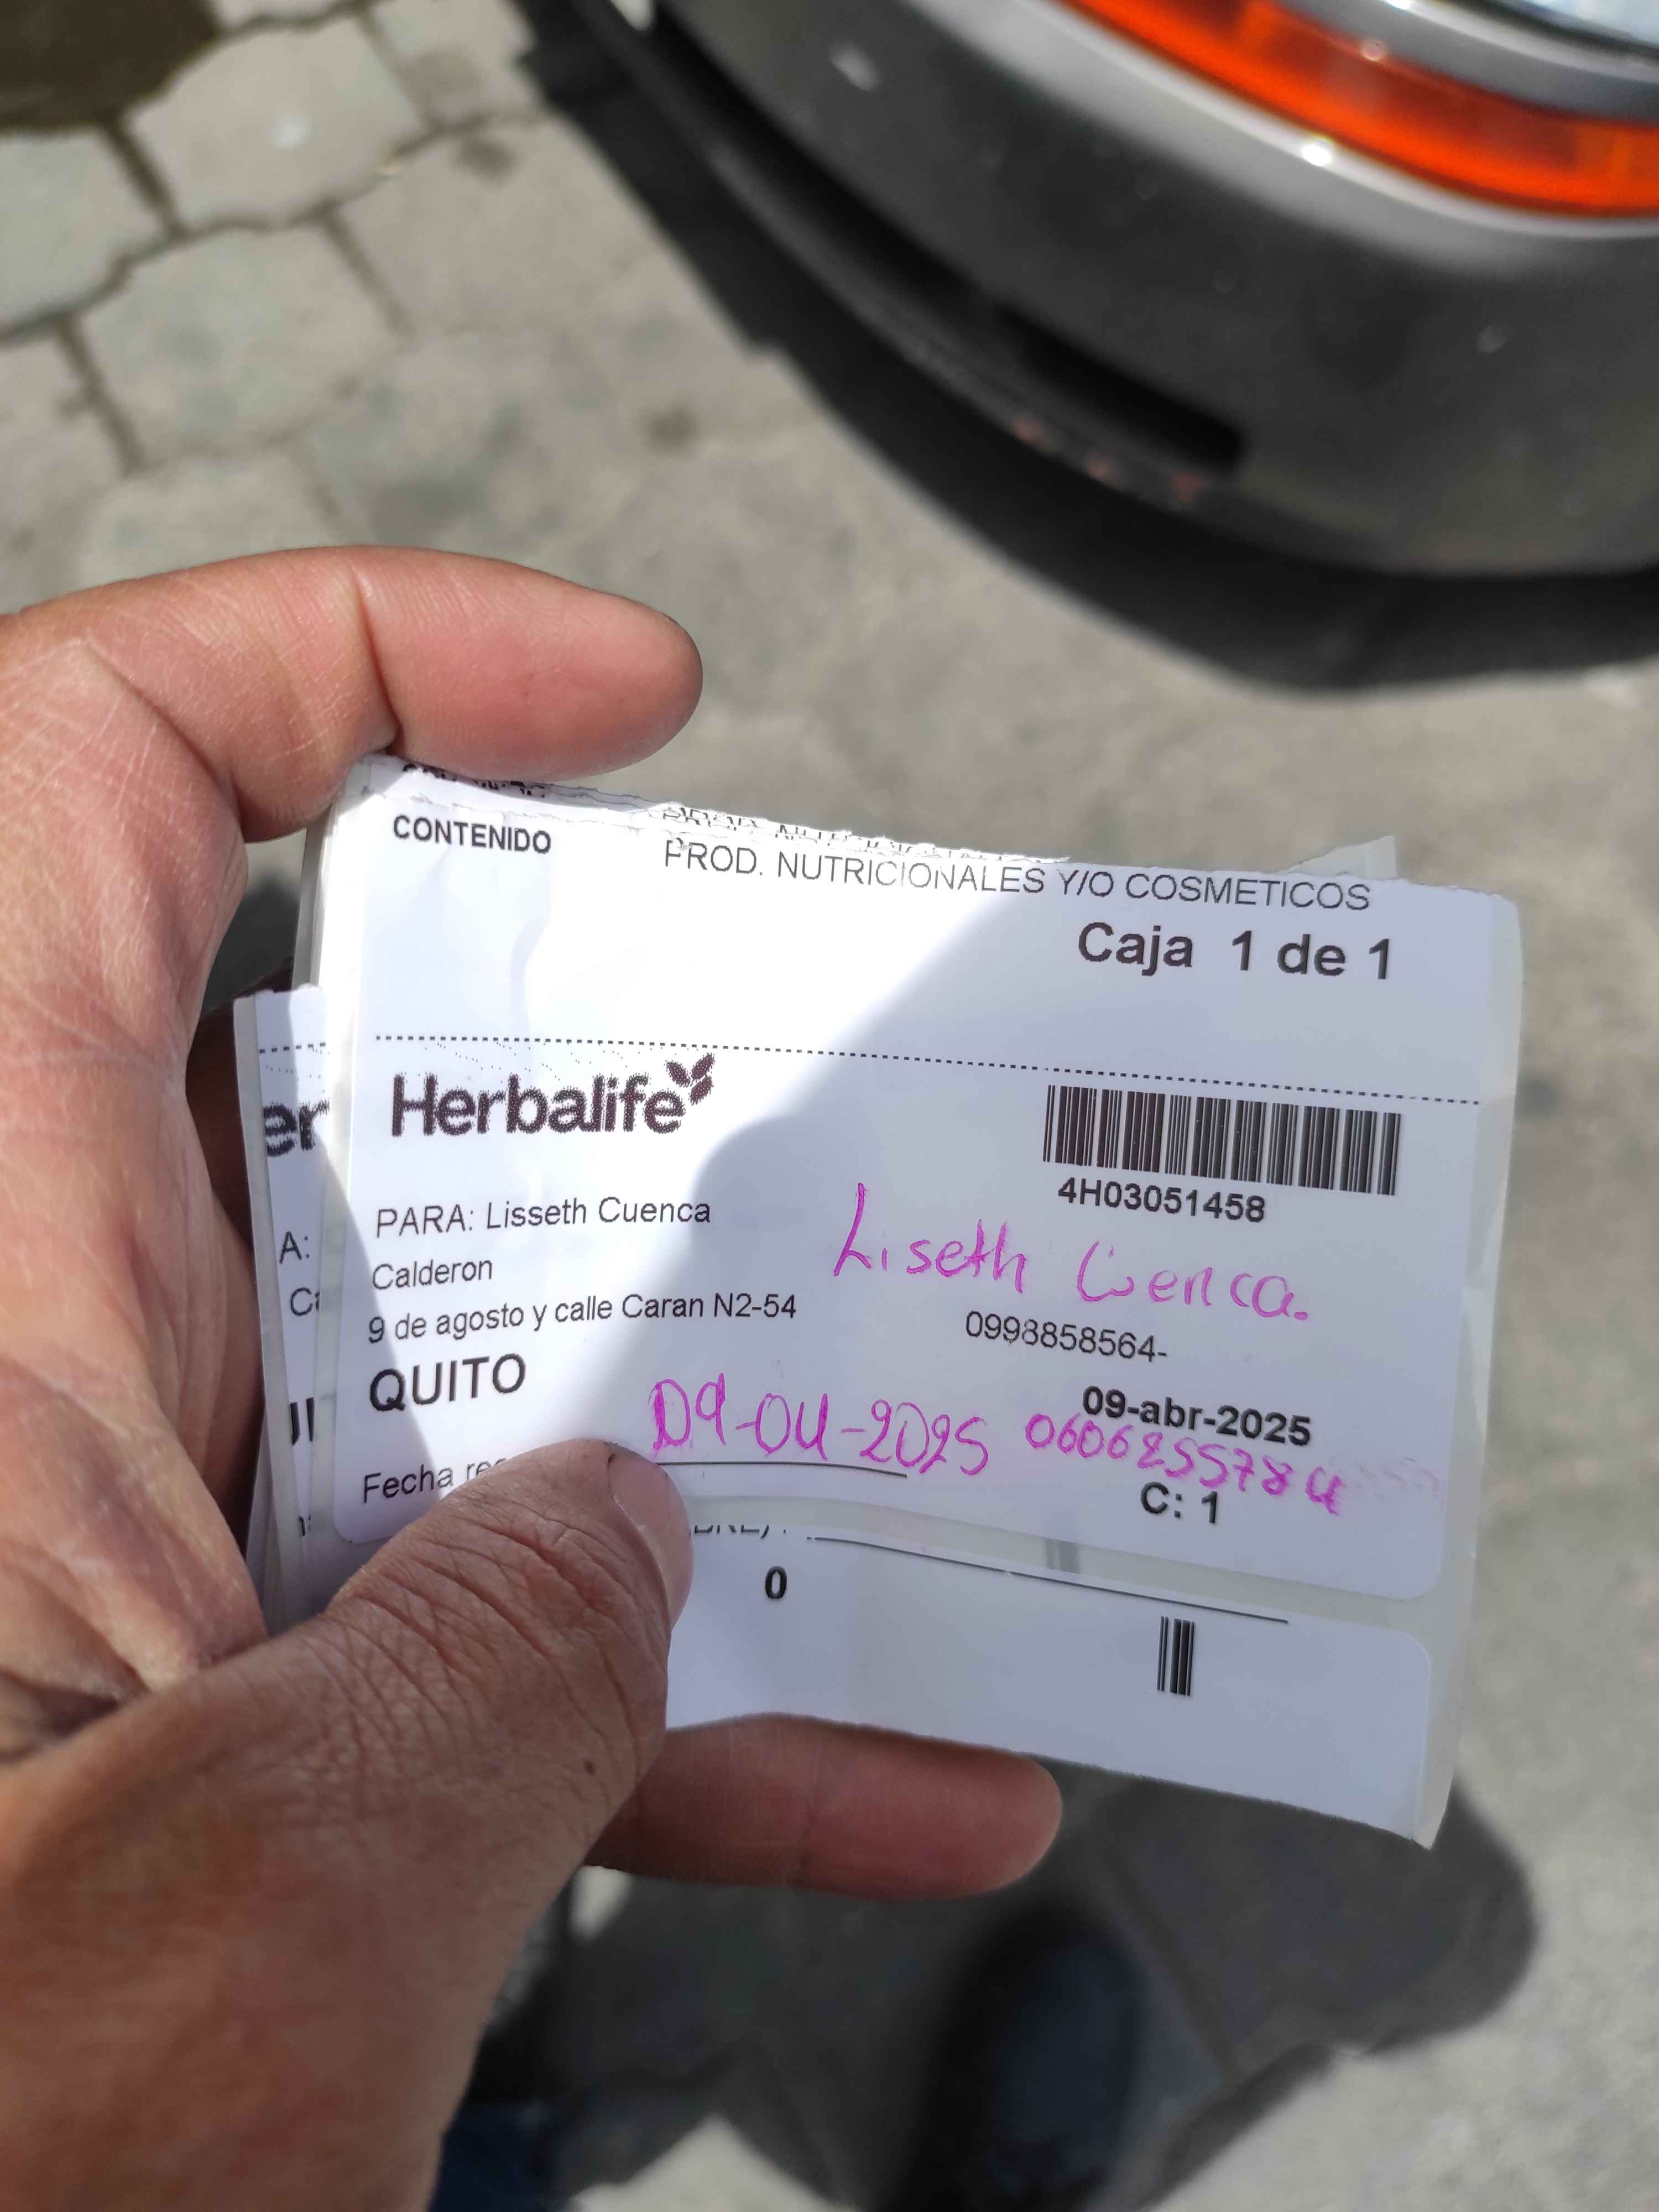 CONTENIDO PROD. NUTRICIONALES Y/O COSMETICOS
Caja 1 de 1
Herbalife
4H03051458
PARA: Lisseth Cuenca
Calderon
Liseth Cuenca.
9 de agosto y calle Caran N2-54
0998858564-
QUITO
09-abr-2025
09-04-2025 0606255784
Fecha
C: 1
0